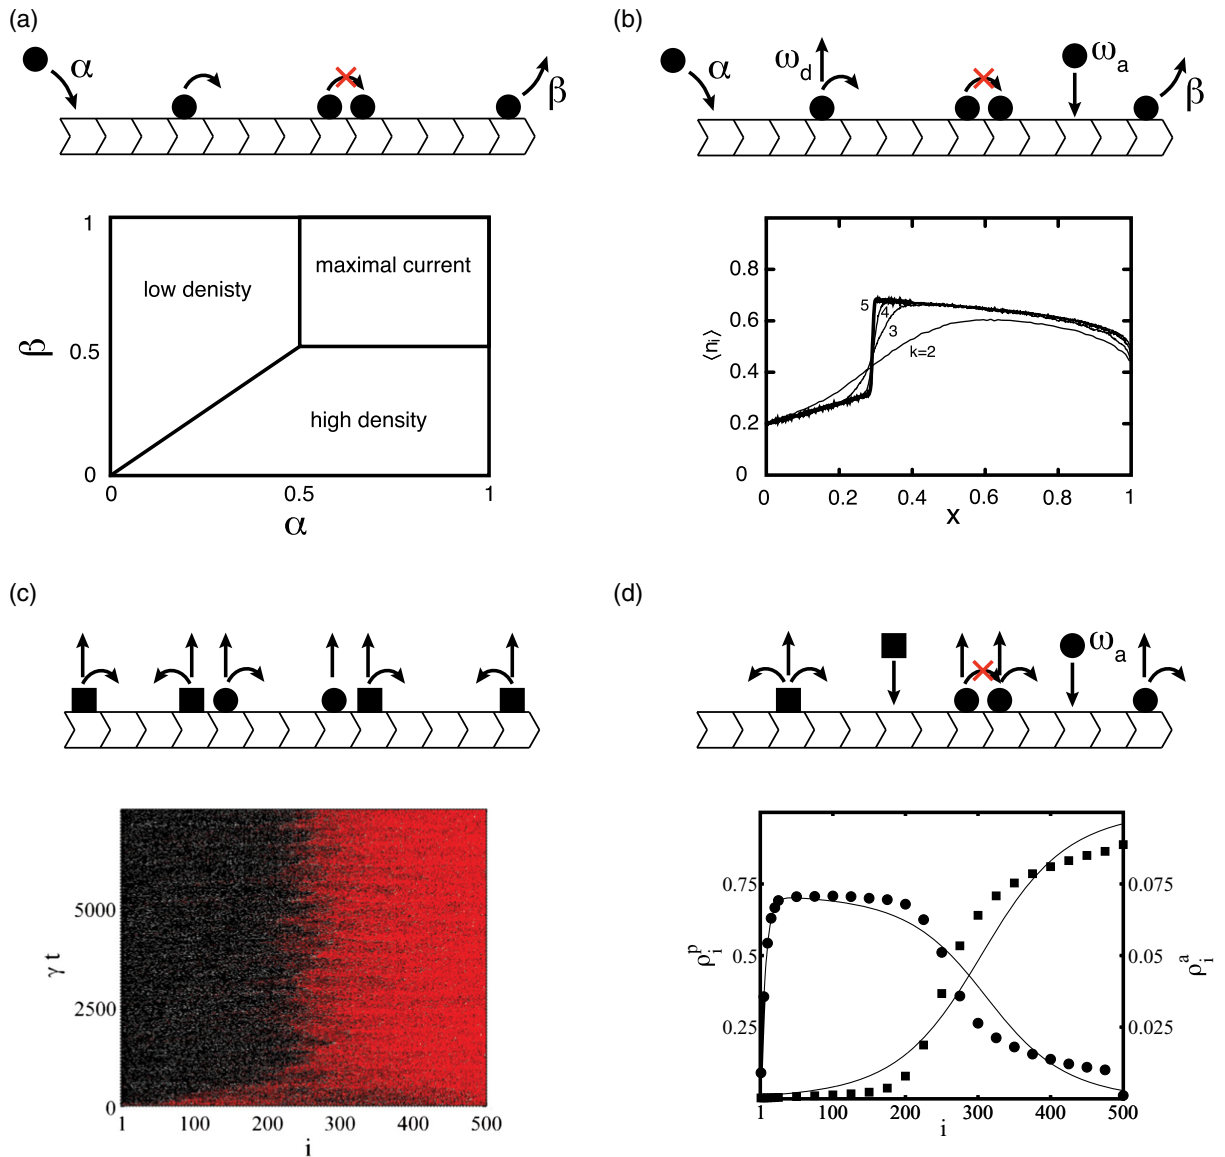 (a)
α
β
1
low denisty
maximal current
β
0.5
high density
0
0
0.5
1
α
(b)
α
ω_d
ω_a
β
0.8
0.6
⟨n_i⟩
0.4
0.2
0
5
4
3
k=2
0
0.2
0.4
0.6
0.8
1
x
(c)
5000
γ t
2500
0
1
100
200
300
400
500
i
(d)
ω_a
0.75
0.075
ρ_i^p
0.5
0.05
ρ_i^a
0.25
0.025
1
100
200
300
400
500
i